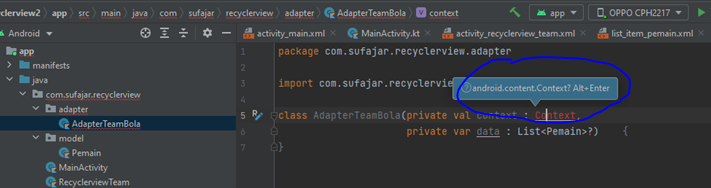 recyclerview2 › app › src › main › java › com › sufajar › recyclerview › adapter › AdapterTeamBola › context
app
OPPO CPH2217
Android
activity_main.xml
MainActivity.kt
activity_recyclerview_team.xml
list_item_pemain.xml
app
manifests
java
com.sufajar.recyclerview
adapter
AdapterTeamBola
model
Pemain
MainActivity
RecyclerviewTeam
1 package com.sufajar.recyclerview.adapter
2
3 import com.sufajar.recyclerv
android.content.Context? Alt+Enter
4
5 class AdapterTeamBola(private val context : Context,
6 private var data : List<Pemain>?) {
7 }